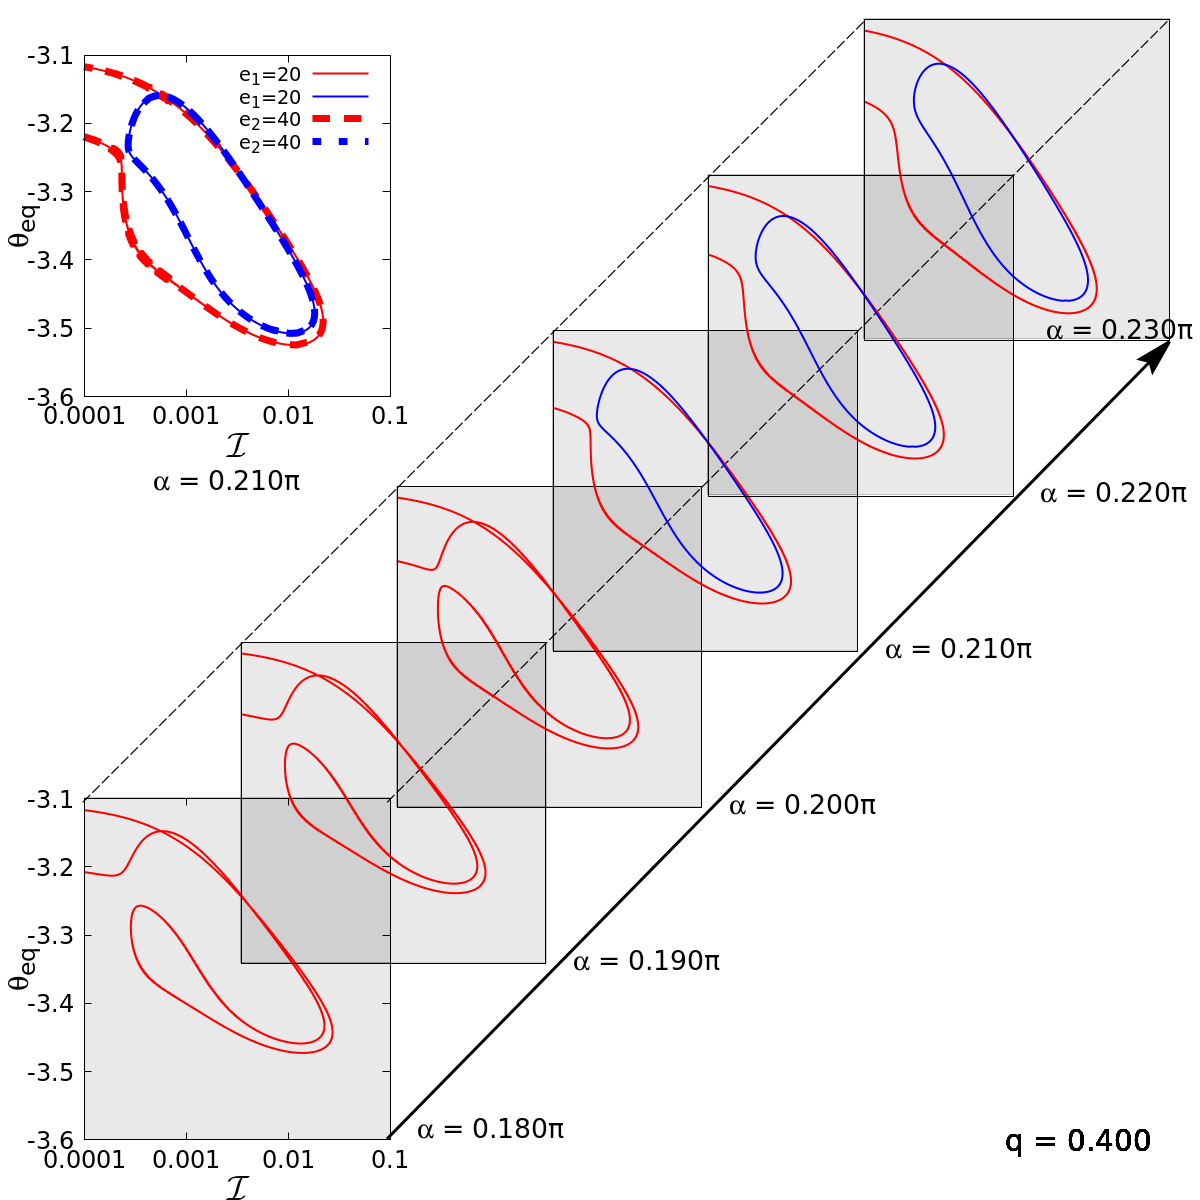 -3.1
-3.2
-3.3
-3.4
-3.5
-3.6
θeq
e1=20
e1=20
e2=40
e2=40
0.0001 0.001 0.01 0.1
ℐ
α = 0.210π
α = 0.230π
α = 0.220π
α = 0.210π
α = 0.200π
α = 0.190π
α = 0.180π
-3.1
-3.2
-3.3
-3.4
-3.5
-3.6
θeq
0.0001 0.001 0.01 0.1
ℐ
q = 0.400